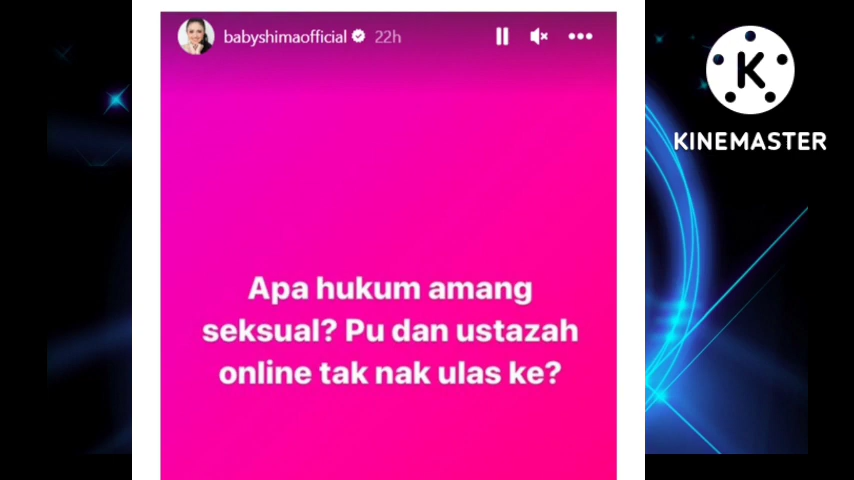 babyshimaofficial 22h
KINEMASTER
Apa hukum amang
seksual? Pu dan ustazah
online tak nak ulas ke?